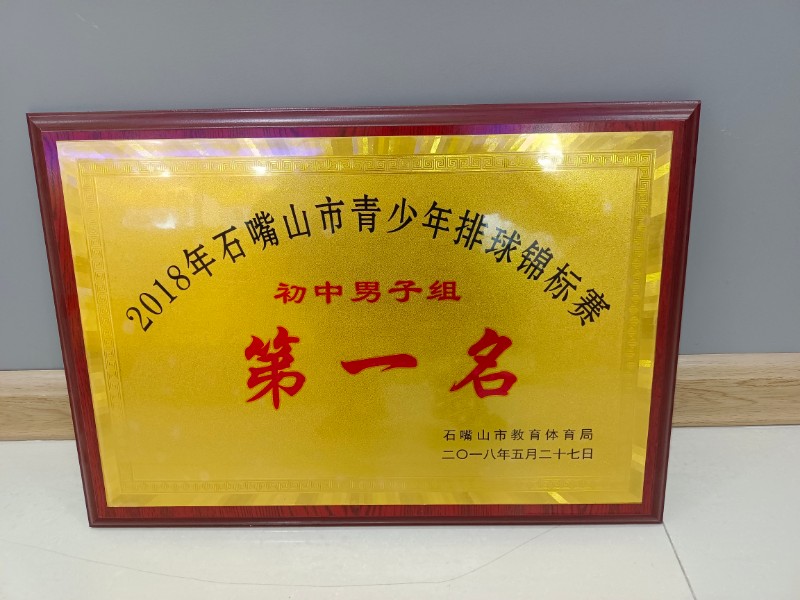 2018年石嘴山市青少年排球锦标赛
初中男子组
第一名
石嘴山市教育体育局
二〇一八年五月二十七日